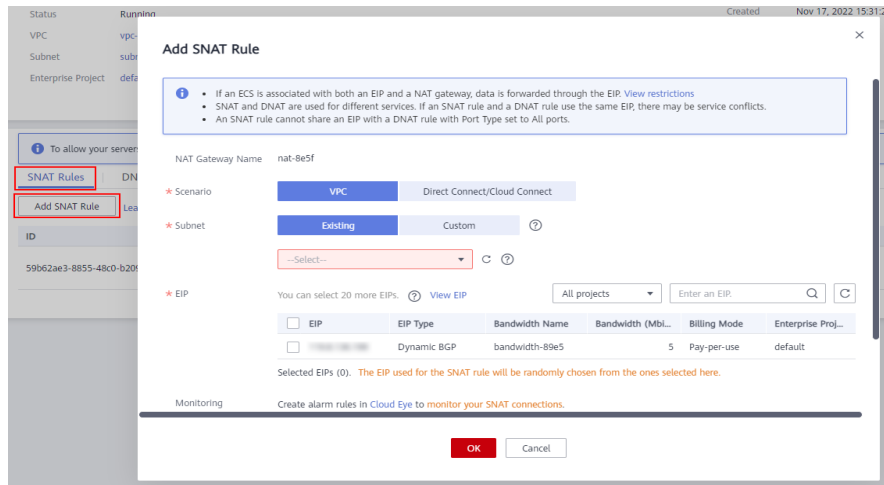 Status Running Created Nov 17, 2022 15:31:2
VPC vpc-
Subnet subn
Enterprise Project defa
To allow your servers
SNAT Rules DN
Add SNAT Rule Lea
ID
59b62ae3-8855-48c0-b209
Add SNAT Rule
If an ECS is associated with both an EIP and a NAT gateway, data is forwarded through the EIP. View restrictions
SNAT and DNAT are used for different services. If an SNAT rule and a DNAT rule use the same EIP, there may be service conflicts.
An SNAT rule cannot share an EIP with a DNAT rule with Port Type set to All ports.
NAT Gateway Name nat-8e5f
* Scenario VPC Direct Connect/Cloud Connect
* Subnet Existing Custom
--Select--
* EIP You can select 20 more EIPs. View EIP All projects Enter an EIP.
EIP EIP Type Bandwidth Name Bandwidth (Mbi... Billing Mode Enterprise Proj...
Dynamic BGP bandwidth-89e5 5 Pay-per-use default
Selected EIPs (0). The EIP used for the SNAT rule will be randomly chosen from the ones selected here.
Monitoring Create alarm rules in Cloud Eye to monitor your SNAT connections.
OK Cancel